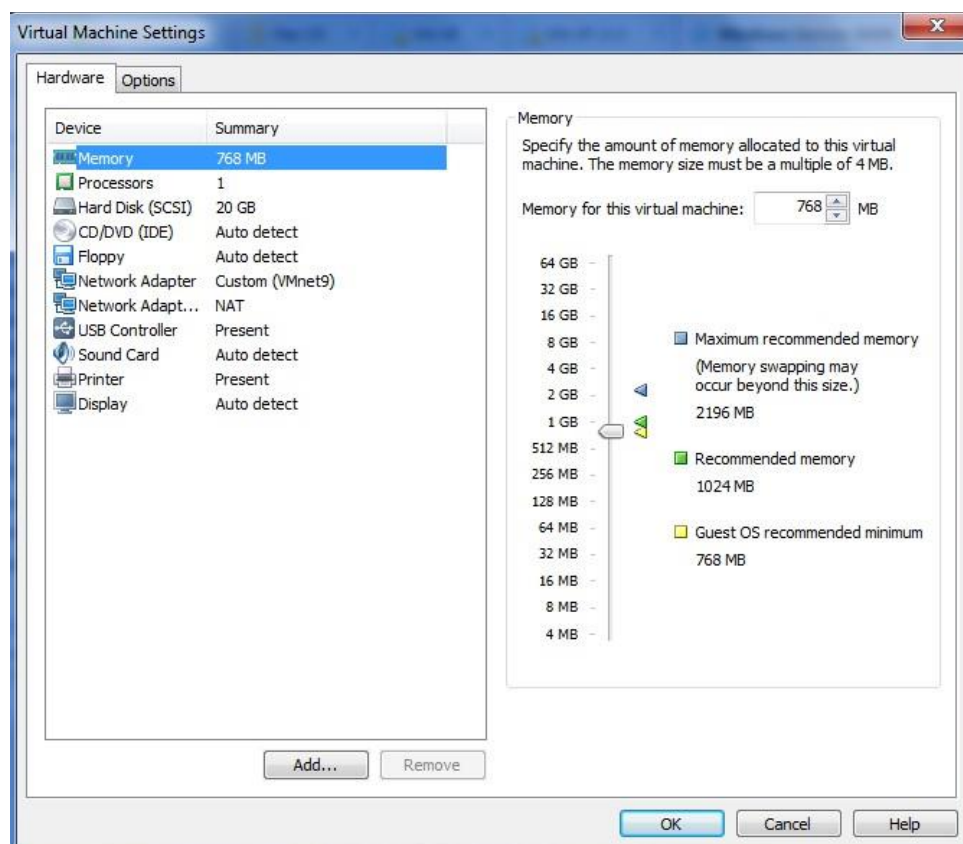 Virtual Machine Settings
Hardware Options
Device Summary
Memory 768 MB
Processors 1
Hard Disk (SCSI) 20 GB
CD/DVD (IDE) Auto detect
Floppy Auto detect
Network Adapter Custom (VMnet9)
Network Adapt... NAT
USB Controller Present
Sound Card Auto detect
Printer Present
Display Auto detect
Add... Remove
Memory
Specify the amount of memory allocated to this virtual
machine. The memory size must be a multiple of 4 MB.
Memory for this virtual machine: 768 MB
64 GB
32 GB
16 GB
8 GB
4 GB
2 GB
1 GB
512 MB
256 MB
128 MB
64 MB
32 MB
16 MB
8 MB
4 MB
Maximum recommended memory
(Memory swapping may
occur beyond this size.)
2196 MB
Recommended memory
1024 MB
Guest OS recommended minimum
768 MB
OK Cancel Help